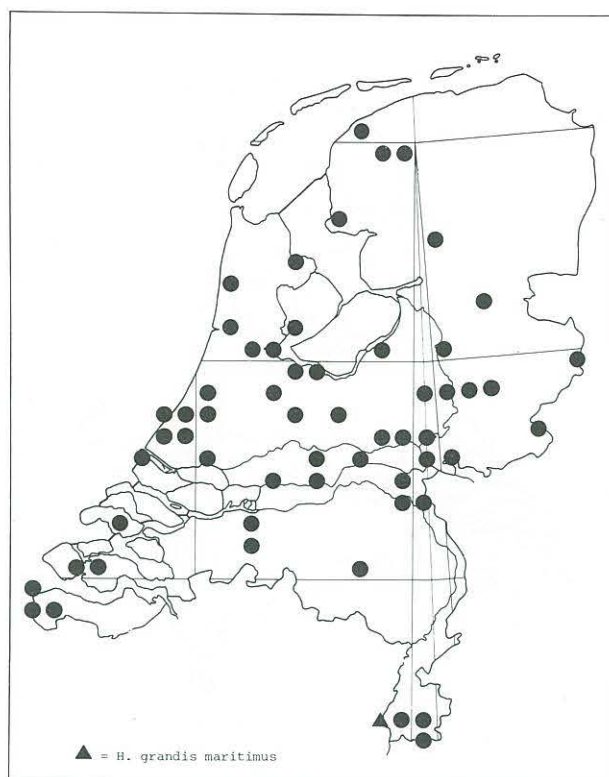 ▲ = H. grandis maritimus